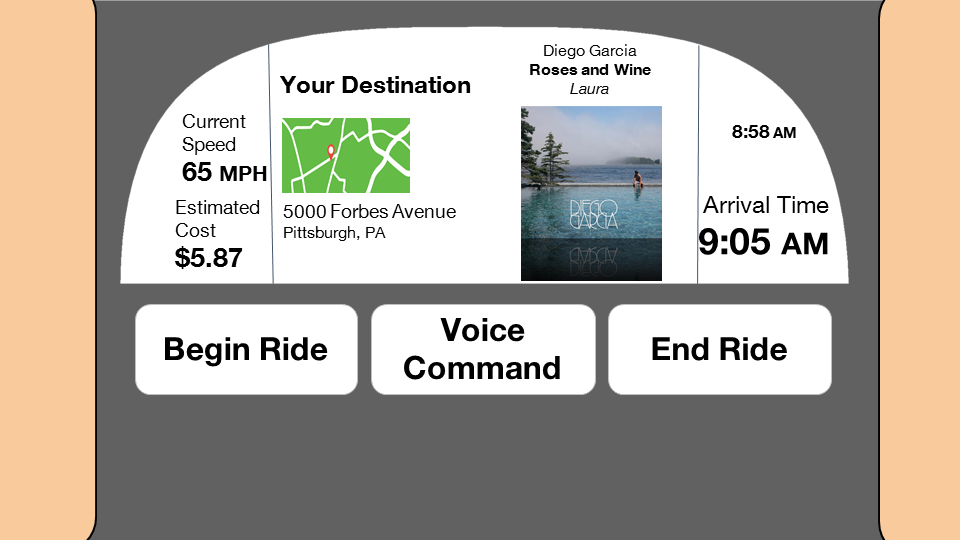 Current
Speed
65 MPH
Estimated
Cost
$5.87
Your Destination
5000 Forbes Avenue
Pittsburgh, PA
Diego Garcia
Roses and Wine
Laura
DIEGO
GARCIA
8:58 AM
Arrival Time
9:05 AM
Begin Ride
Voice
Command
End Ride